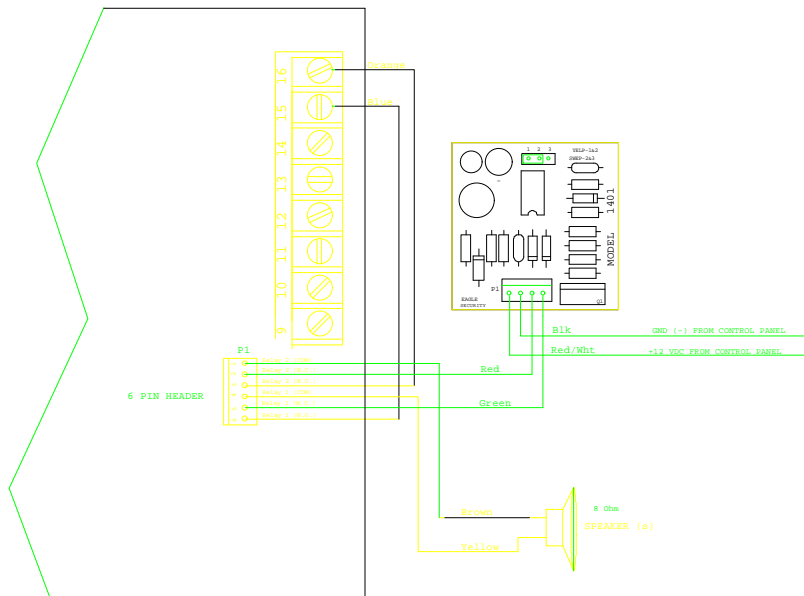 16
Orange
15
Blue
14
13
12
11
10
9
1 2 3
YELP-1&2
SWEP-2&3
MODEL 1401
P1
EAGLE
SECURITY
Q1
Blk
GND (-) FROM CONTROL PANEL
Red/Wht
+12 VDC FROM CONTROL PANEL
P1
6 PIN HEADER
Red
Green
Brown
Yellow
8 Ohm
SPEAKER (s)